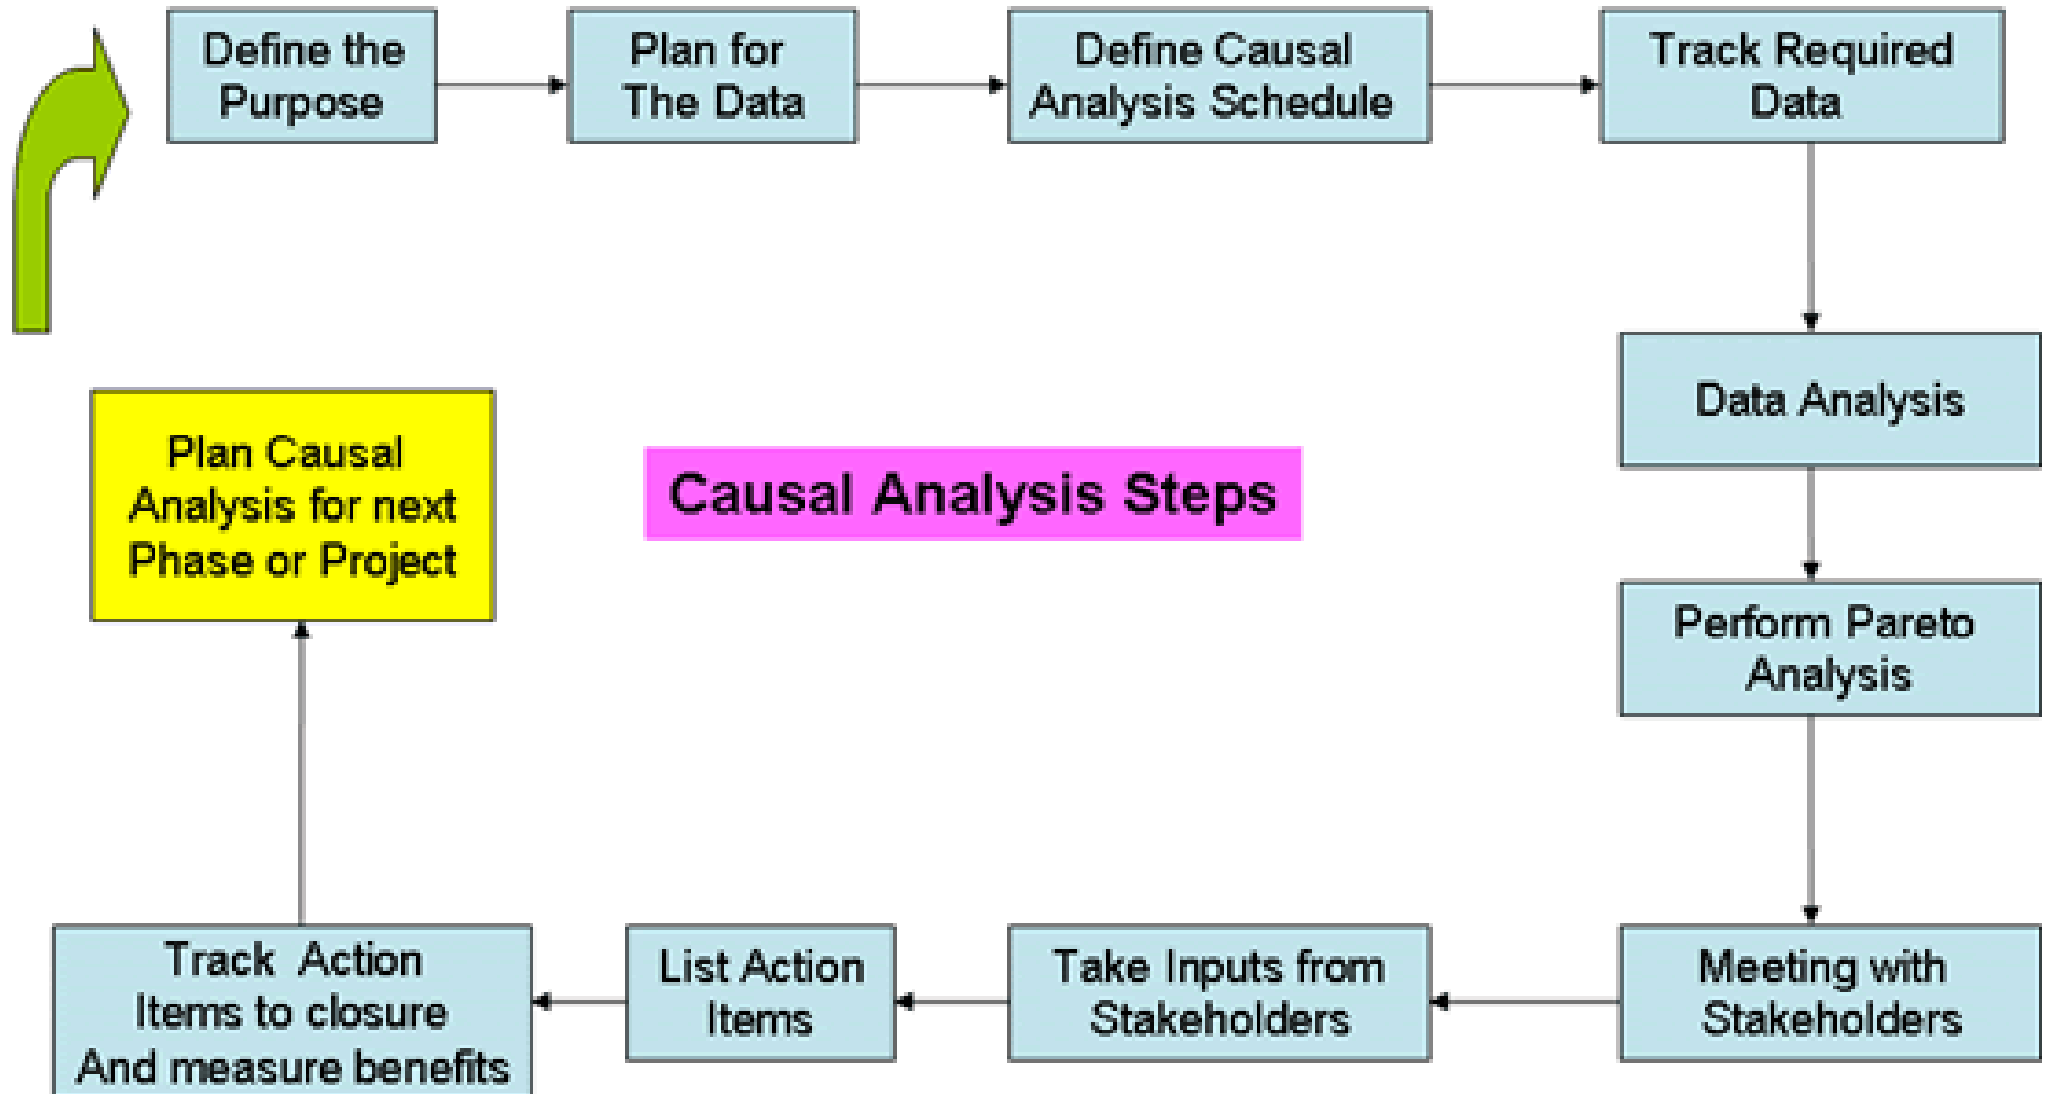 Define the
Purpose
Plan for
The Data
Define Causal
Analysis Schedule
Track Required
Data
Data Analysis
Perform Pareto
Analysis
Meeting with
Stakeholders
Take Inputs from
Stakeholders
List Action
Items
Track Action
Items to closure
And measure benefits
Plan Causal
Analysis for next
Phase or Project
Causal Analysis Steps